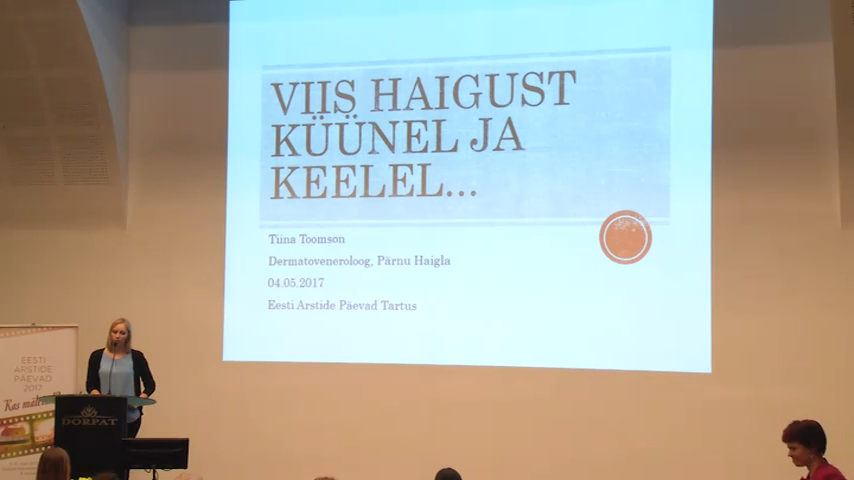 VIIS HAIGUST
KÜÜNEL JA
KEELEL...
Tiina Toomson
Dermatoveneroloog, Pärnu Haigla
04.05.2017
Eesti Arstide Päevad Tartus
EESTI
ARSTIDE
PÄEVAD
2017
DORPAT